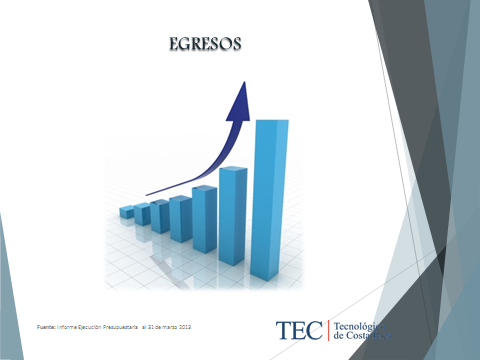 EGRESOS
Fuente: Informe Ejecución Presupuestaria al 31 de marzo 2013
TEC Tecnológico
de Costa Rica